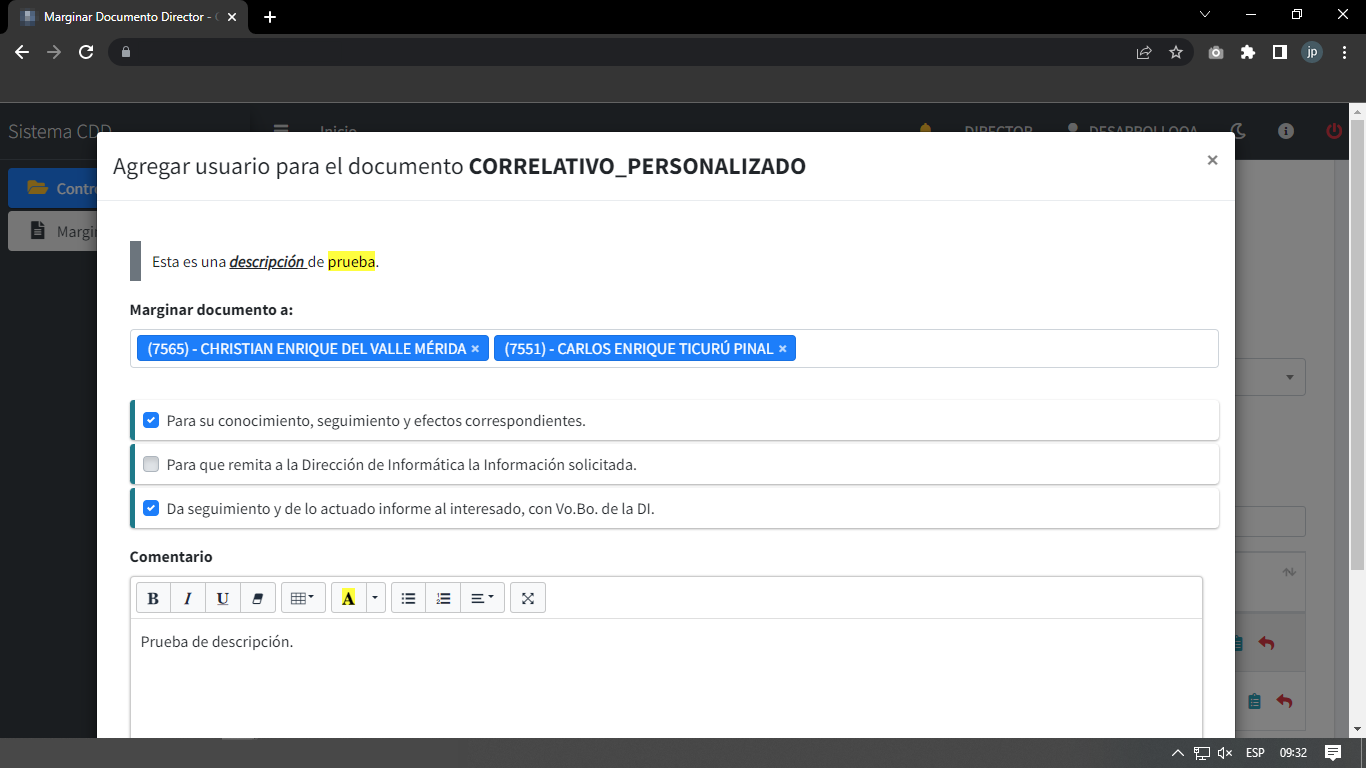 Marginar Documento Director -
jp
Sistema CDD
Inicio
DIRECTOR
DESARROLLOQA
Agregar usuario para el documento CORRELATIVO_PERSONALIZADO
×
Contro
Margin
Esta es una descripción de prueba.
Marginar documento a:
(7565) - CHRISTIAN ENRIQUE DEL VALLE MÉRIDA × (7551) - CARLOS ENRIQUE TICURÚ PINAL ×
Para su conocimiento, seguimiento y efectos correspondientes.
Para que remita a la Dirección de Informática la Información solicitada.
Da seguimiento y de lo actuado informe al interesado, con Vo.Bo. de la DI.
Comentario
B I U A
Prueba de descripción.
ESP 09:32